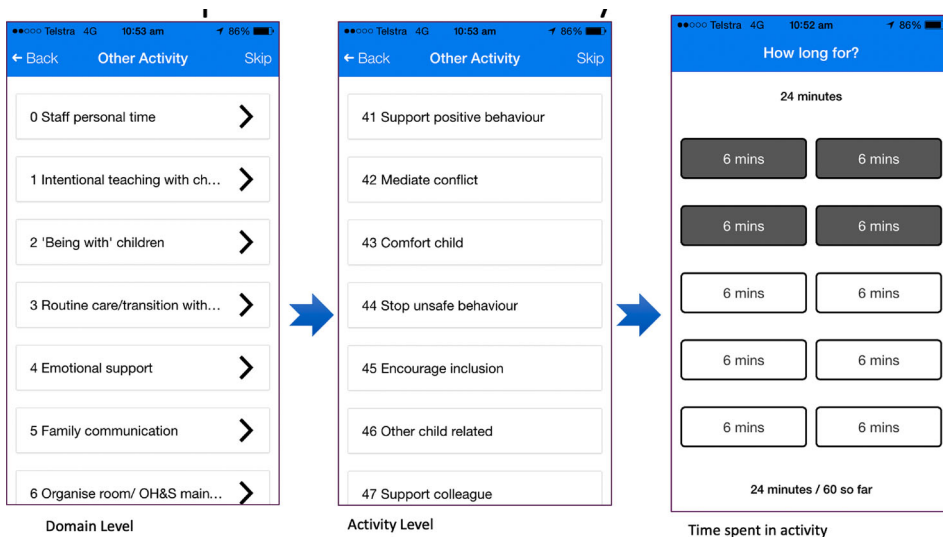 ●●○○○ Telstra 4G 10:53 am 86%
← Back Other Activity Skip
0 Staff personal time
1 Intentional teaching with ch...
2 'Being with' children
3 Routine care/transition with...
4 Emotional support
5 Family communication
6 Organise room/ OH&S main...
Domain Level
●●○○○ Telstra 4G 10:53 am 86%
← Back Other Activity Skip
41 Support positive behaviour
42 Mediate conflict
43 Comfort child
44 Stop unsafe behaviour
45 Encourage inclusion
46 Other child related
47 Support colleague
Activity Level
●●○○○ Telstra 4G 10:52 am 86%
How long for?
24 minutes
6 mins 6 mins
6 mins 6 mins
6 mins 6 mins
6 mins 6 mins
6 mins 6 mins
24 minutes / 60 so far
Time spent in activity